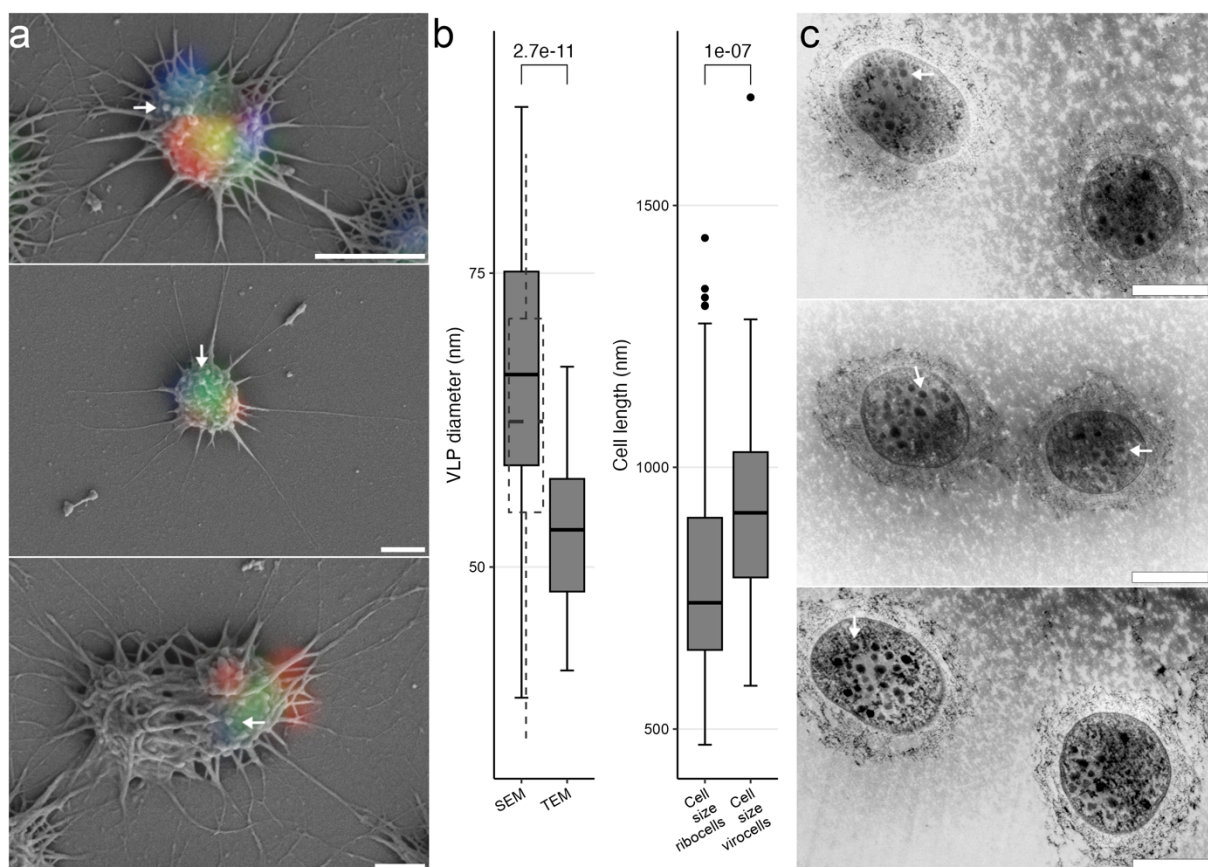 a
b
c
2.7e-11
1e-07
VLP diameter (nm)
75
50
SEM
TEM
Cell length (nm)
1500
1000
500
Cell
size
ribocells
Cell
size
virocells